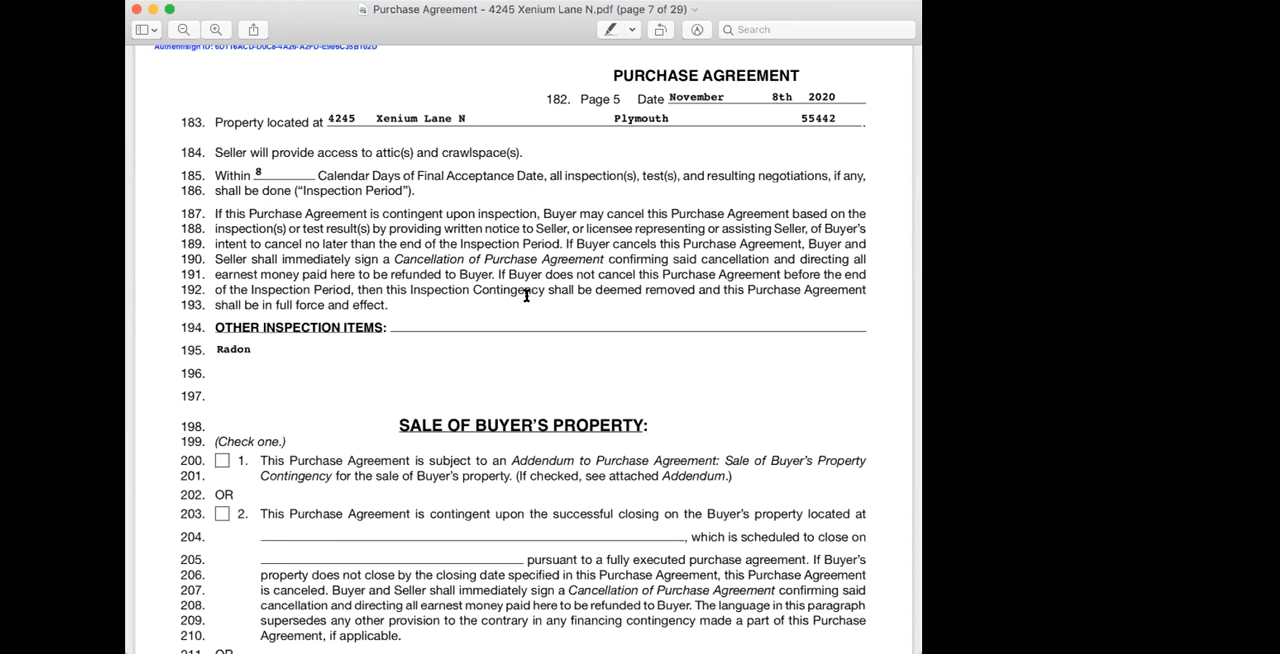 Purchase Agreement - 4245 Xenium Lane N.pdf (page 7 of 29)
Search
PURCHASE AGREEMENT
182. Page 5 Date November 8th 2020
183. Property located at 4245 Xenium Lane N Plymouth 55442 .
184. Seller will provide access to attic(s) and crawlspace(s).
185. Within 8 Calendar Days of Final Acceptance Date, all inspection(s), test(s), and resulting negotiations, if any,
186. shall be done (“Inspection Period”).
187. If this Purchase Agreement is contingent upon inspection, Buyer may cancel this Purchase Agreement based on the
188. inspection(s) or test result(s) by providing written notice to Seller, or licensee representing or assisting Seller, of Buyer’s
189. intent to cancel no later than the end of the Inspection Period. If Buyer cancels this Purchase Agreement, Buyer and
190. Seller shall immediately sign a Cancellation of Purchase Agreement confirming said cancellation and directing all
191. earnest money paid here to be refunded to Buyer. If Buyer does not cancel this Purchase Agreement before the end
192. of the Inspection Period, then this Inspection Contingency shall be deemed removed and this Purchase Agreement
193. shall be in full force and effect.
194. OTHER INSPECTION ITEMS:
195. Radon
196.
197.
198. SALE OF BUYER’S PROPERTY:
199. (Check one.)
200. 1. This Purchase Agreement is subject to an Addendum to Purchase Agreement: Sale of Buyer’s Property
201. Contingency for the sale of Buyer’s property. (If checked, see attached Addendum.)
202. OR
203. 2. This Purchase Agreement is contingent upon the successful closing on the Buyer’s property located at
204. , which is scheduled to close on
205. pursuant to a fully executed purchase agreement. If Buyer’s
206. property does not close by the closing date specified in this Purchase Agreement, this Purchase Agreement
207. is canceled. Buyer and Seller shall immediately sign a Cancellation of Purchase Agreement confirming said
208. cancellation and directing all earnest money paid here to be refunded to Buyer. The language in this paragraph
209. supersedes any other provision to the contrary in any financing contingency made a part of this Purchase
210. Agreement, if applicable.